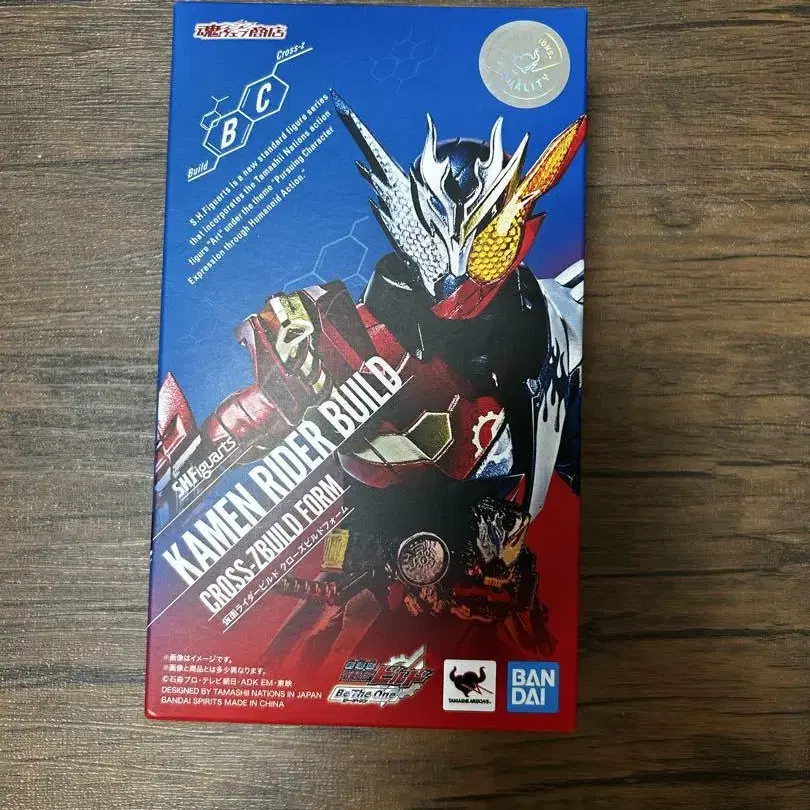 魂ウェブ商店
Cross-Z
B C
Build
S.H.Figuarts is a new standard figure series
that incorporates the Tamashii Nations action
figure "Art" under the theme "Pursuing Character
Expression through Humanoid Action."
QUALITY
S.H.Figuarts
KAMEN RIDER BUILD
CROSS-ZBUILD FORM
仮面ライダービルド クローズビルドフォーム
※画像はイメージです。
※画像と商品とは多少異なります。
©石森プロ・テレビ朝日・ADK EM・東映
DESIGNED BY TAMASHII NATIONS IN JAPAN
BANDAI SPIRITS MADE IN CHINA
ビルド
Be The One
TAMASHII NATIONS
BAN
DAI